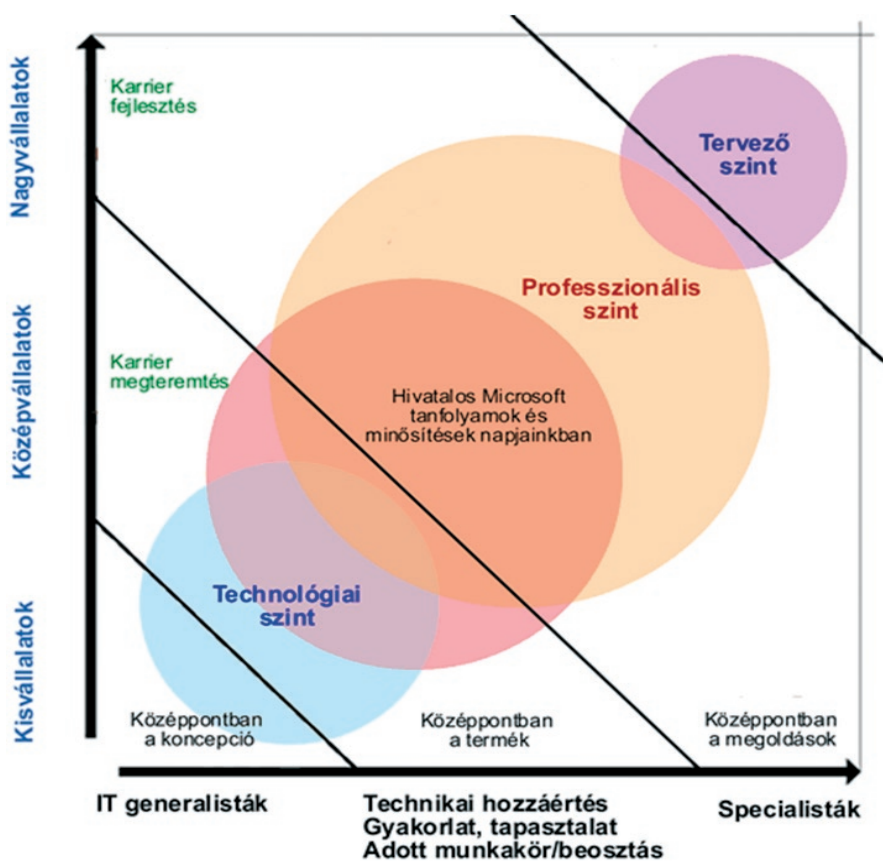 Nagyvállalatok
Középvállalatok
Kisvállalatok
Karrier
fejlesztés
Karrier
megteremtés
Tervező
szint
Professzionális
szint
Hivatalos Microsoft
tanfolyamok és
minősítések napjainkban
Technológiai
szint
Középpontban
a koncepció
Középpontban
a termék
Középpontban
a megoldások
IT generalisták
Technikai hozzáértés
Gyakorlat, tapasztalat
Adott munkakör/beosztás
Specialisták